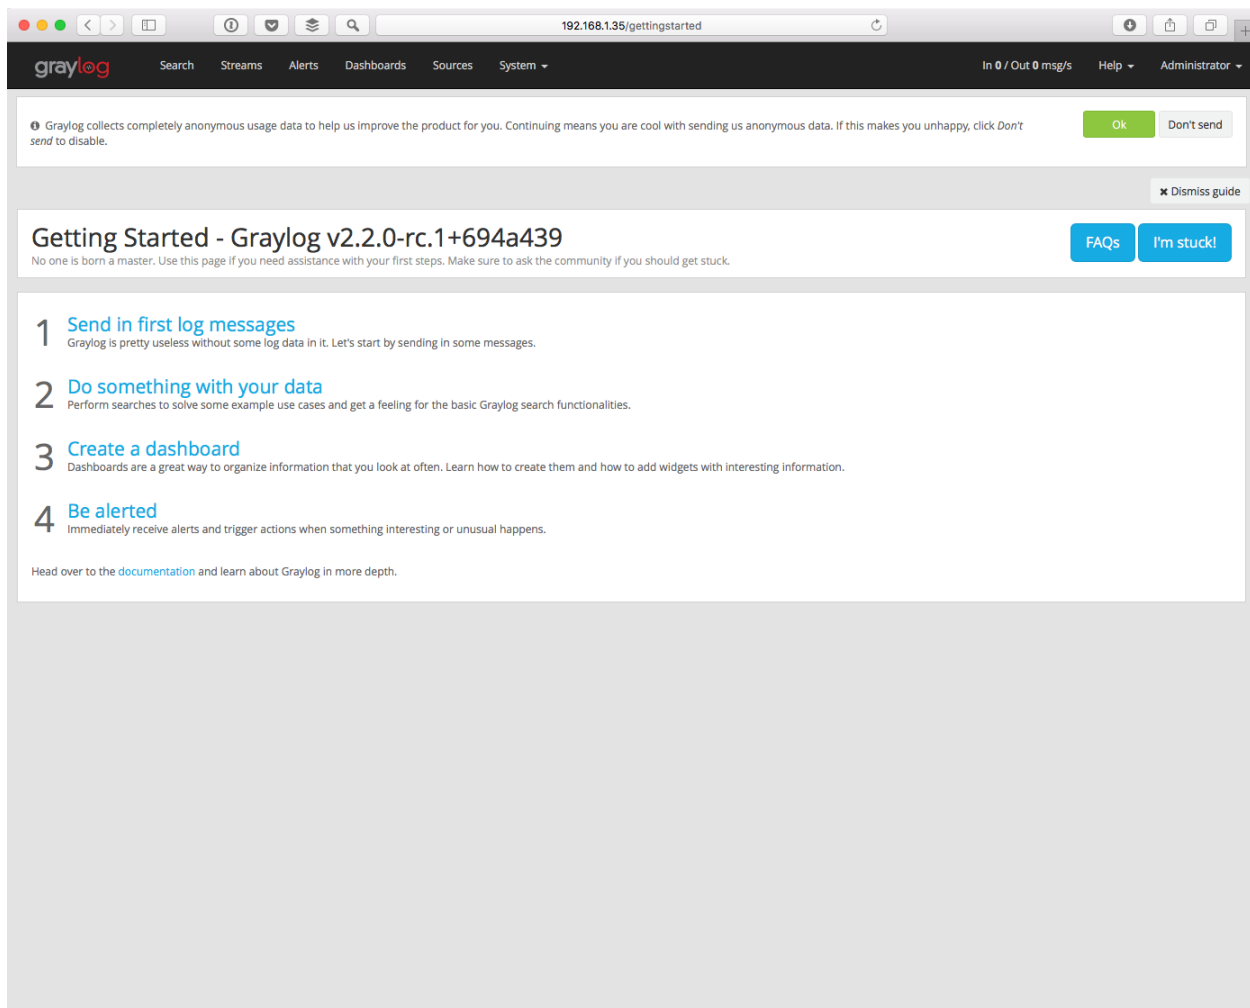 192.168.1.35/gettingstarted
graylog Search Streams Alerts Dashboards Sources System In 0 / Out 0 msg/s Help Administrator
Graylog collects completely anonymous usage data to help us improve the product for you. Continuing means you are cool with sending us anonymous data. If this makes you unhappy, click Don't
send to disable.
Ok Don't send
Dismiss guide
Getting Started - Graylog v2.2.0-rc.1+694a439
No one is born a master. Use this page if you need assistance with your first steps. Make sure to ask the community if you should get stuck.
FAQs I'm stuck!
1 Send in first log messages
Graylog is pretty useless without some log data in it. Let's start by sending in some messages.
2 Do something with your data
Perform searches to solve some example use cases and get a feeling for the basic Graylog search functionalities.
3 Create a dashboard
Dashboards are a great way to organize information that you look at often. Learn how to create them and how to add widgets with interesting information.
4 Be alerted
Immediately receive alerts and trigger actions when something interesting or unusual happens.
Head over to the documentation and learn about Graylog in more depth.